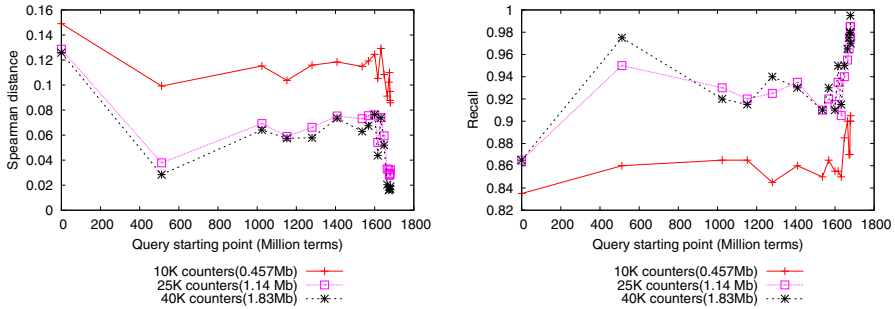 0.16
0.14
0.12
0.1
0.08
0.06
0.04
0.02
0
Spearman distance
0 200 400 600 800 1000 1200 1400 1600 1800
Query starting point (Million terms)
10K counters(0.457Mb)
25K counters(1.14 Mb)
40K counters(1.83Mb)
1
0.98
0.96
0.94
0.92
0.9
0.88
0.86
0.84
0.82
Recall
0 200 400 600 800 1000 1200 1400 1600 1800
Query starting point (Million terms)
10K counters(0.457Mb)
25K counters(1.14 Mb)
40K counters(1.83Mb)